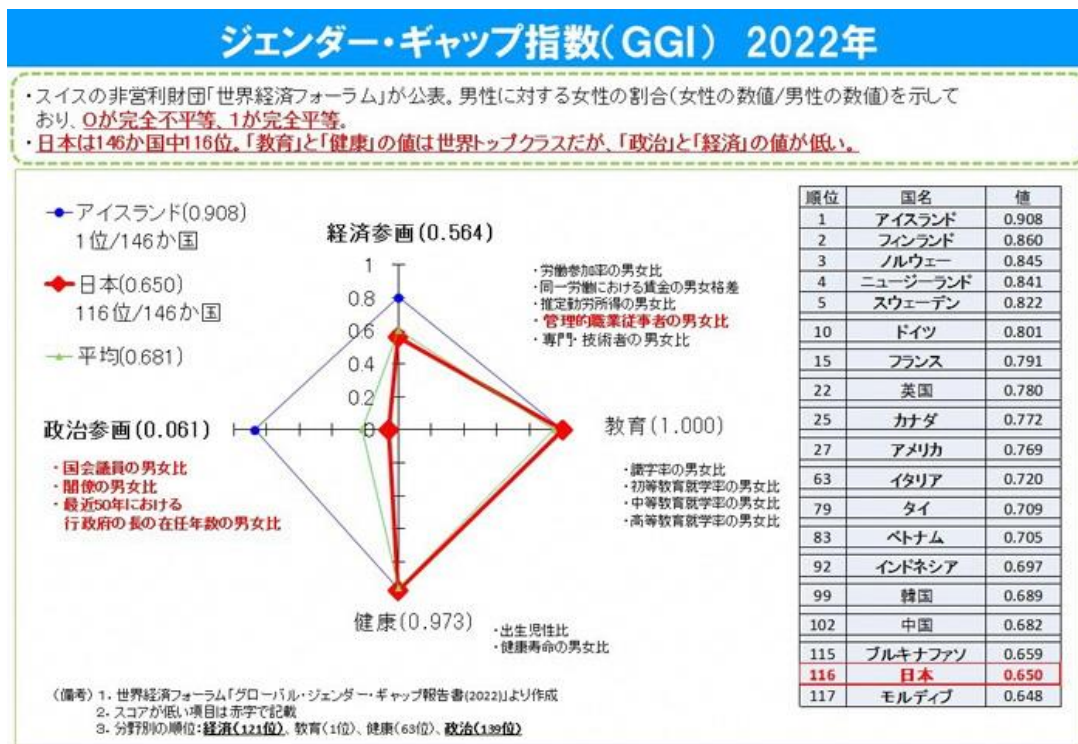 ジェンダー・ギャップ指数(GGI) 2022年
・スイスの非営利財団「世界経済フォーラム」が公表。男性に対する女性の割合(女性の数値/男性の数値)を示して
おり、0が完全不平等、1が完全平等。
・日本は146か国中116位。「教育」と「健康」の値は世界トップクラスだが、「政治」と「経済」の値が低い。
アイスランド(0.908)
1位/146か国
日本(0.650)
116位/146か国
平均(0.681)
経済参画(0.564)
1
0.8
0.6
0.4
0.2
0
・労働参加率の男女比
・同一労働における賃金の男女格差
・推定勤労所得の男女比
・管理的職業従事者の男女比
・専門・技術者の男女比
政治参画(0.061)
・国会議員の男女比
・閣僚の男女比
・最近50年における
行政府の長の在任年数の男女比
教育(1.000)
・識字率の男女比
・初等教育就学率の男女比
・中等教育就学率の男女比
・高等教育就学率の男女比
健康(0.973)
・出生児性比
・健康寿命の男女比
順位 国名 値
1 アイスランド 0.908
2 フィンランド 0.860
3 ノルウェー 0.845
4 ニュージーランド 0.841
5 スウェーデン 0.822
10 ドイツ 0.801
15 フランス 0.791
22 英国 0.780
25 カナダ 0.772
27 アメリカ 0.769
63 イタリア 0.720
79 タイ 0.709
83 ベトナム 0.705
92 インドネシア 0.697
99 韓国 0.689
102 中国 0.682
115 ブルキナファソ 0.659
116 日本 0.650
117 モルディブ 0.648
(備考) 1. 世界経済フォーラム「グローバル・ジェンダー・ギャップ報告書(2022)」より作成
2. スコアが低い項目は赤字で記載
3. 分野別の順位:経済(121位)、教育(1位)、健康(63位)、政治(139位)